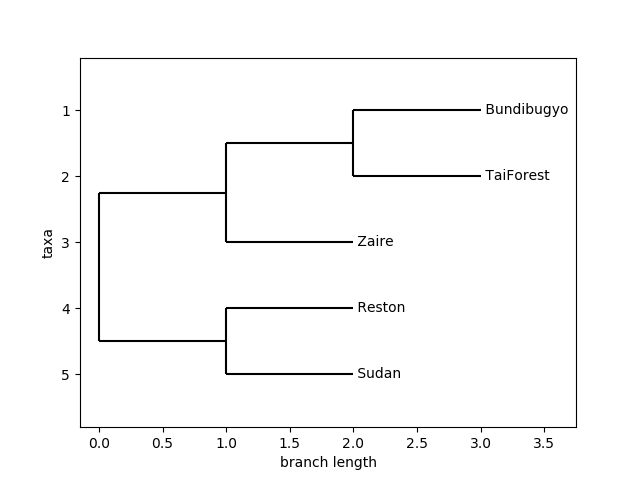 Bundibugyo
TaiForest
Zaire
Reston
Sudan
1
2
3
4
5
taxa
0.0 0.5 1.0 1.5 2.0 2.5 3.0 3.5
branch length